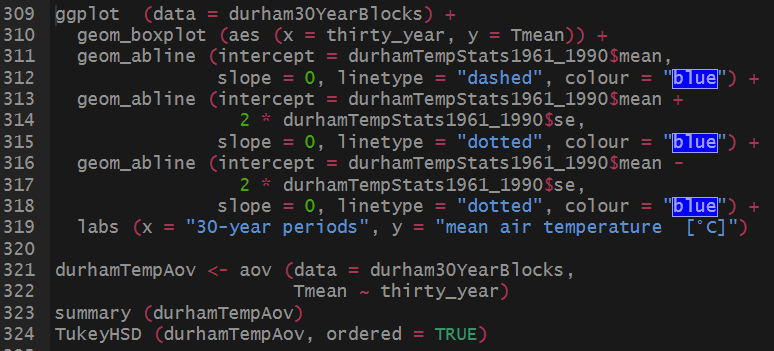 309 ggplot  (data = durham30YearBlocks) +
310   geom_boxplot (aes (x = thirty_year, y = Tmean)) +
311   geom_abline (intercept = durhamTempStats1961_1990$mean,
312                slope = 0, linetype = "dashed", colour = "blue") +
313   geom_abline (intercept = durhamTempStats1961_1990$mean +
314                  2 * durhamTempStats1961_1990$se,
315                slope = 0, linetype = "dotted", colour = "blue") +
316   geom_abline (intercept = durhamTempStats1961_1990$mean -
317                  2 * durhamTempStats1961_1990$se,
318                slope = 0, linetype = "dotted", colour = "blue") +
319   labs (x = "30-year periods", y = "mean air temperature  [°C]")
320
321 durhamTempAov <- aov (data = durham30YearBlocks,
322                       Tmean ~ thirty_year)
323 summary (durhamTempAov)
324 TukeyHSD (durhamTempAov, ordered = TRUE)